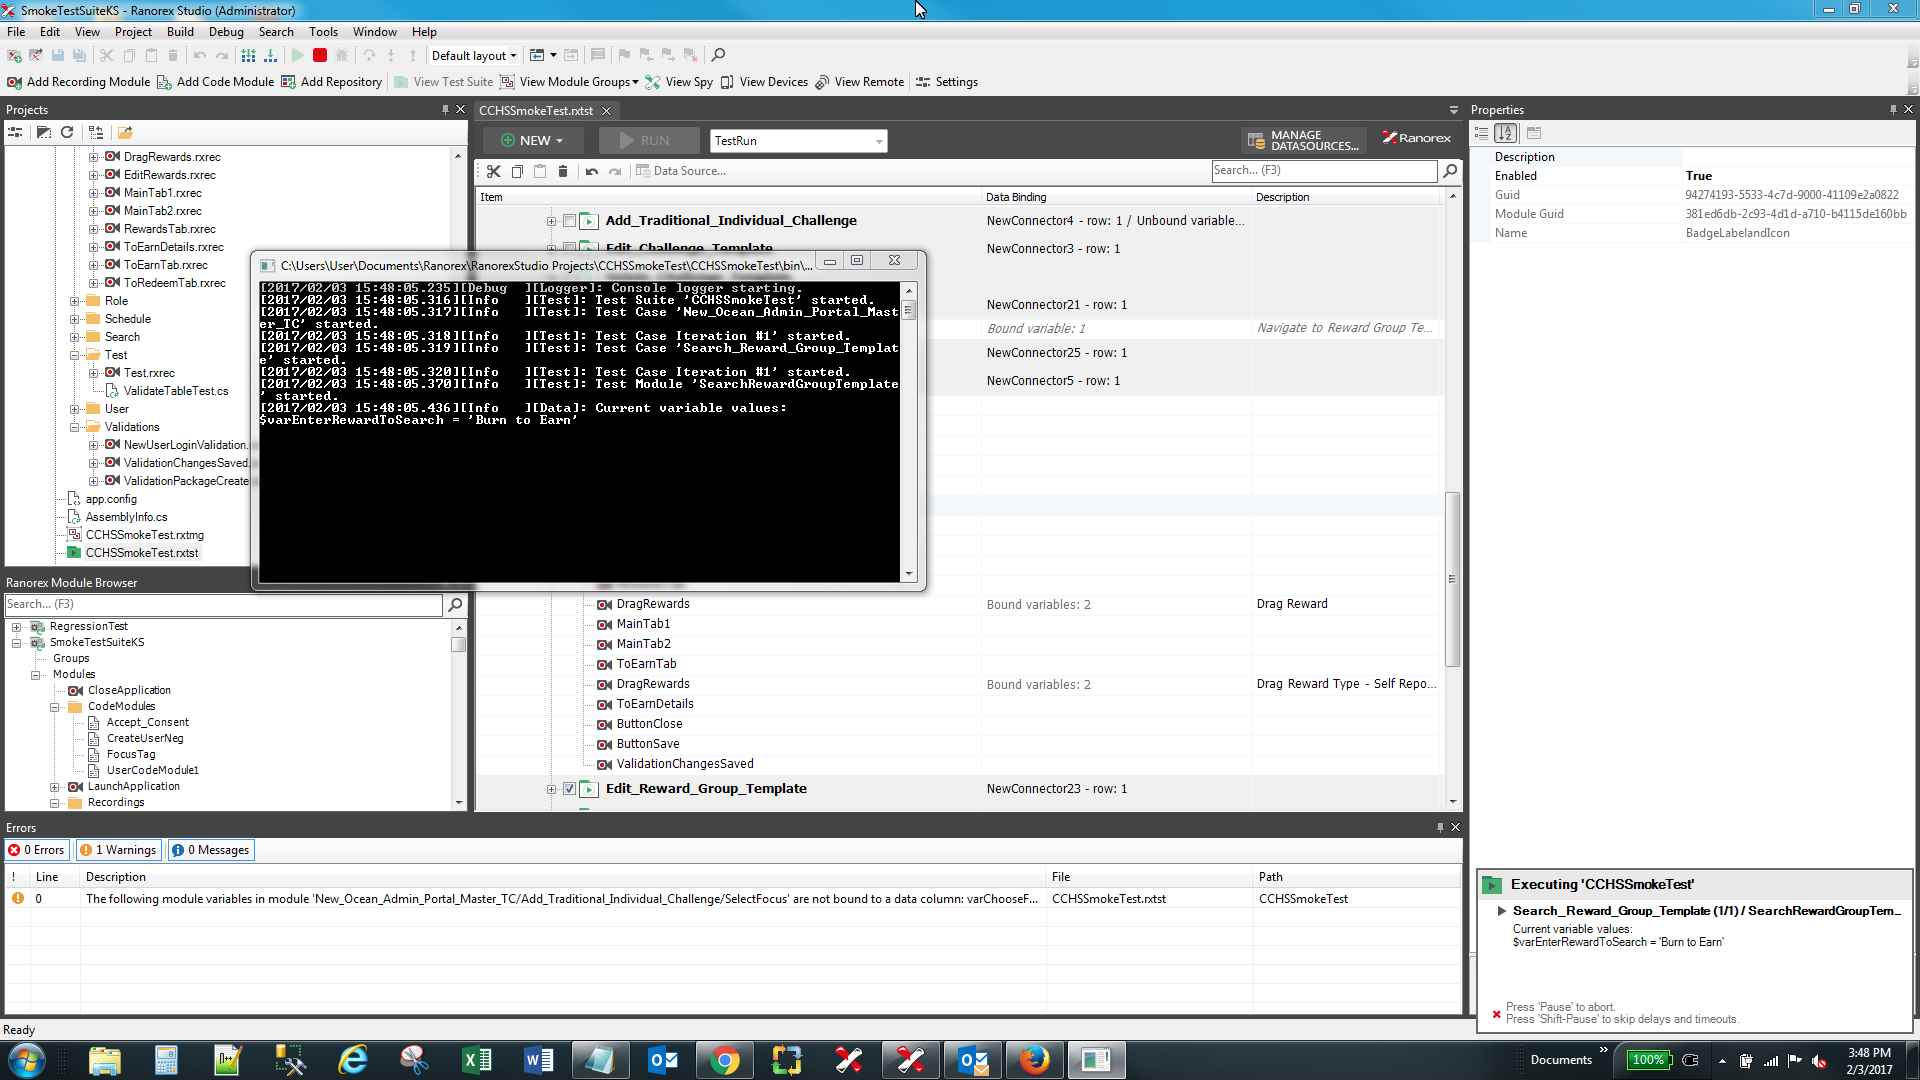 SmokeTestSuiteKS - Ranorex Studio (Administrator)
File Edit View Project Build Debug Search Tools Window Help
Default layout
Add Recording Module Add Code Module Add Repository View Test Suite View Module Groups View Spy View Devices View Remote Settings
Projects
DragRewards.rxrec
EditRewards.rxrec
MainTab1.rxrec
MainTab2.rxrec
RewardsTab.rxrec
ToEarnDetails.rxrec
ToEarnTab.rxrec
ToRedeemTab.rxrec
Role
Schedule
Search
Test
Test.rxrec
ValidateTableTest.cs
User
Validations
NewUserLoginValidation.
ValidationChangesSaved.
ValidationPackageCreate
app.config
AssemblyInfo.cs
CCHSSmokeTest.rxtmg
CCHSSmokeTest.rxtst
Ranorex Module Browser
Search... (F3)
RegressionTest
SmokeTestSuiteKS
Groups
Modules
CloseApplication
CodeModules
Accept_Consent
CreateUserNeg
FocusTag
UserCodeModule1
LaunchApplication
Recordings
CCHSSmokeTest.rxtst
NEW RUN TestRun MANAGE DATASOURCES... Ranorex
Data Source... Search... (F3)
Item Data Binding Description
Add_Traditional_Individual_Challenge NewConnector4 - row: 1 / Unbound variable...
Edit_Challenge_Template NewConnector3 - row: 1
NewConnector21 - row: 1
Bound variable: 1 Navigate to Reward Group Te...
NewConnector25 - row: 1
NewConnector5 - row: 1
C:\Users\User\Documents\Ranorex\RanorexStudio Projects\CCHSSmokeTest\CCHSSmokeTest\bin\...
[2017/02/03 15:48:05.235][Debug ][Logger]: Console logger starting.
[2017/02/03 15:48:05.316][Info ][Test]: Test Suite 'CCHSSmokeTest' started.
[2017/02/03 15:48:05.317][Info ][Test]: Test Case 'New_Ocean_Admin_Portal_Mast
er_TC' started.
[2017/02/03 15:48:05.318][Info ][Test]: Test Case Iteration #1' started.
[2017/02/03 15:48:05.319][Info ][Test]: Test Case 'Search_Reward_Group_Templat
e' started.
[2017/02/03 15:48:05.320][Info ][Test]: Test Case Iteration #1' started.
[2017/02/03 15:48:05.370][Info ][Test]: Test Module 'SearchRewardGroupTemplate
' started.
[2017/02/03 15:48:05.436][Info ][Data]: Current variable values:
$varEnterRewardToSearch = 'Burn to Earn'
DragRewards Bound variables: 2 Drag Reward
MainTab1
MainTab2
ToEarnTab
DragRewards Bound variables: 2 Drag Reward Type - Self Repo...
ToEarnDetails
ButtonClose
ButtonSave
ValidationChangesSaved
Edit_Reward_Group_Template NewConnector23 - row: 1
Properties
Description
Enabled True
Guid 94274193-5533-4c7d-9000-41109e2a0822
Module Guid 381ed6db-2c93-4d1d-a710-b4115de160bb
Name BadgeLabelandIcon
Errors
0 Errors 1 Warnings 0 Messages
! Line Description File Path
0 The following module variables in module 'New_Ocean_Admin_Portal_Master_TC/Add_Traditional_Individual_Challenge/SelectFocus' are not bound to a data column: varChooseF... CCHSSmokeTest.rxtst CCHSSmokeTest
Executing 'CCHSSmokeTest'
Search_Reward_Group_Template (1/1) / SearchRewardGroupTem...
Current variable values:
$varEnterRewardToSearch = 'Burn to Earn'
Press 'Pause' to abort.
Press 'Shift-Pause' to skip delays and timeouts.
Ready
Documents 100% 3:48 PM
2/3/2017